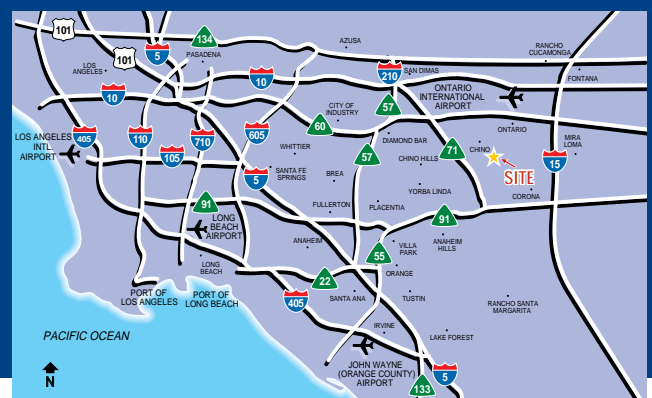 101
134
5
101
PASADENA
AZUSA
RANCHO
CUCAMONGA
LOS
ANGELES
10
210
SAN DIMAS
FONTANA
10
57
ONTARIO
INTERNATIONAL
AIRPORT
CITY OF
INDUSTRY
60
ONTARIO
LOS ANGELES
INTL.
AIRPORT
405
110
710
605
105
WHITTIER
DIAMOND BAR
57
CHINO HILLS
71
CHINO
SITE
15
MIRA
LOMA
SANTA FE
SPRINGS
5
BREA
YORBA LINDA
CORONA
91
FULLERTON
PLACENTIA
91
LONG
BEACH
AIRPORT
ANAHEIM
VILLA
PARK
ANAHEIM
HILLS
55
LONG
BEACH
ORANGE
22
PORT OF
LOS ANGELES
PORT OF
LONG BEACH
405
SANTA ANA
TUSTIN
RANCHO SANTA
MARGARITA
PACIFIC OCEAN
IRVINE
LAKE FOREST
JOHN WAYNE
(ORANGE COUNTY)
AIRPORT
5
133
N